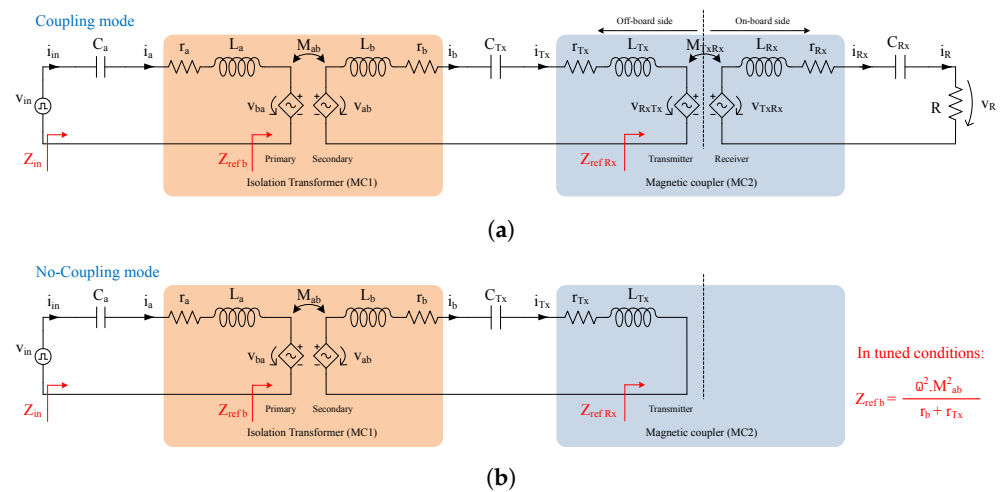 Coupling mode
Off-board side
On-board side
i_in C_a i_a r_a L_a M_ab L_b r_b i_b C_Tx i_Tx r_Tx L_Tx M_TxRx L_Rx r_Rx i_Rx C_Rx i_R
v_in v_ba v_ab v_RxTx v_TxRx R v_R
Z_in Z_ref b Primary Secondary Z_ref Rx Transmitter Receiver
Isolation Transformer (MC1) Magnetic coupler (MC2)
(a)
No-Coupling mode
i_in C_a i_a r_a L_a M_ab L_b r_b i_b C_Tx i_Tx r_Tx L_Tx
v_in v_ba v_ab
Z_in Z_ref b Primary Secondary Z_ref Rx Transmitter
Isolation Transformer (MC1) Magnetic coupler (MC2)
In tuned conditions:
Z_ref b = ω².M²_ab / r_b + r_Tx
(b)